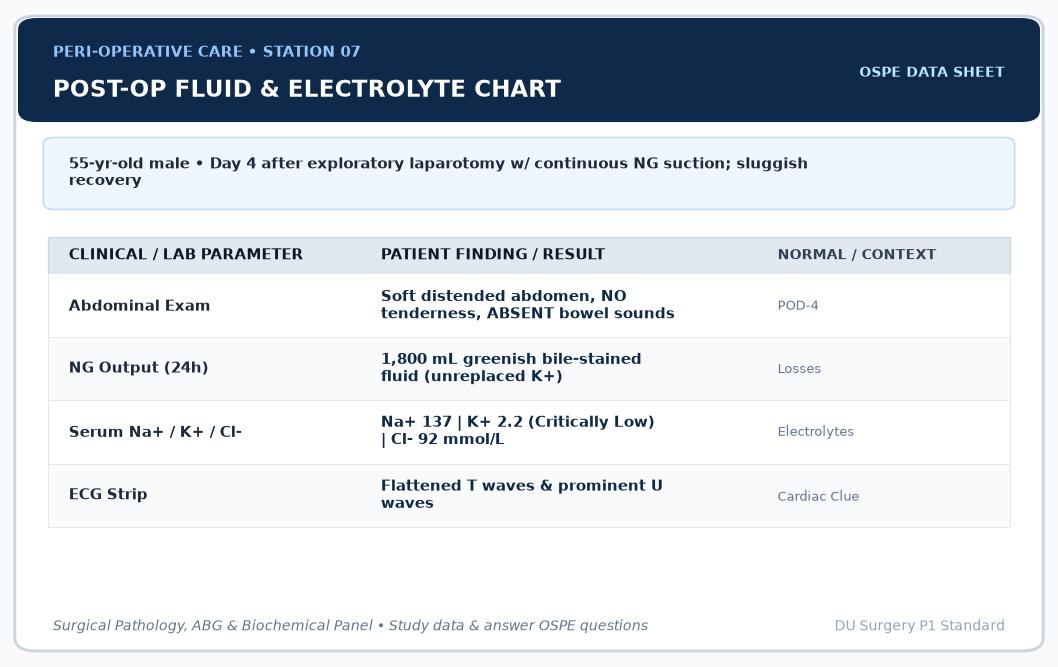 PERI-OPERATIVE CARE • STATION 07
POST-OP FLUID & ELECTROLYTE CHART
OSPE DATA SHEET
55-yr-old male • Day 4 after exploratory laparotomy w/ continuous NG suction; sluggish
recovery
CLINICAL / LAB PARAMETER PATIENT FINDING / RESULT NORMAL / CONTEXT
Abdominal Exam
Soft distended abdomen, NO
tenderness, ABSENT bowel sounds
POD-4
NG Output (24h)
1,800 mL greenish bile-stained
fluid (unreplaced K+)
Losses
Serum Na+ / K+ / Cl-
Na+ 137 | K+ 2.2 (Critically Low)
| Cl- 92 mmol/L
Electrolytes
ECG Strip
Flattened T waves & prominent U
waves
Cardiac Clue
Surgical Pathology, ABG & Biochemical Panel • Study data & answer OSPE questions
DU Surgery P1 Standard